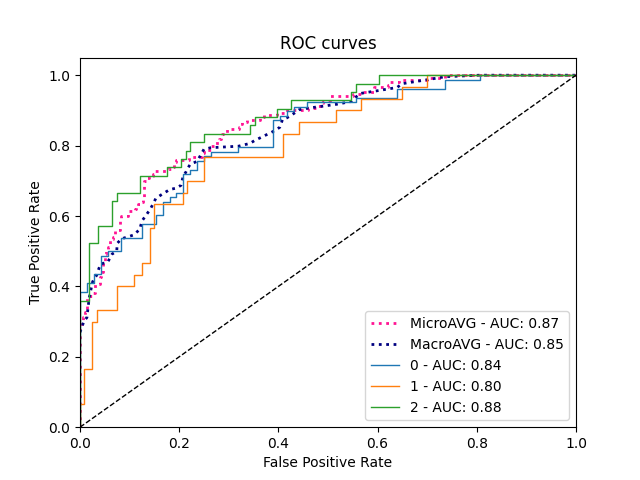 ROC curves
True Positive Rate
1.0
0.8
0.6
0.4
0.2
0.0
0.0 0.2 0.4 0.6 0.8 1.0
False Positive Rate
MicroAVG - AUC: 0.87
MacroAVG - AUC: 0.85
0 - AUC: 0.84
1 - AUC: 0.80
2 - AUC: 0.88